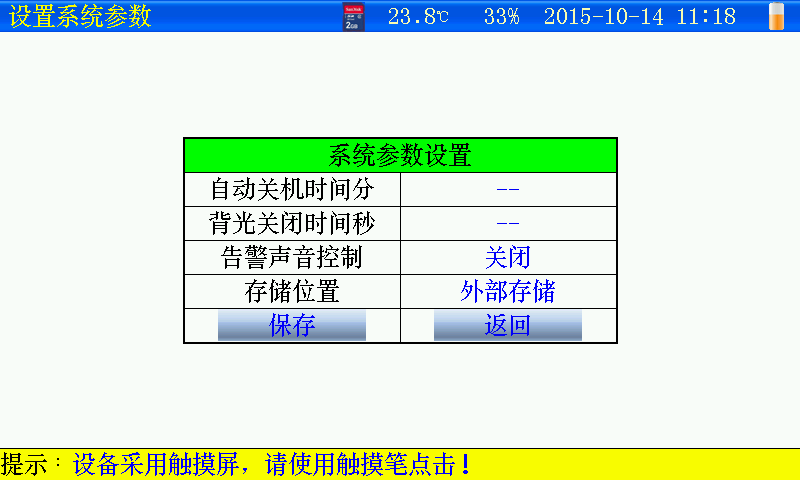 设置系统参数 SanDisk 2GB 23.8℃ 33% 2015-10-14 11:18
系统参数设置
自动关机时间分 --
背光关闭时间秒 --
告警声音控制 关闭
存储位置 外部存储
保存 返回
提示：设备采用触摸屏，请使用触摸笔点击！